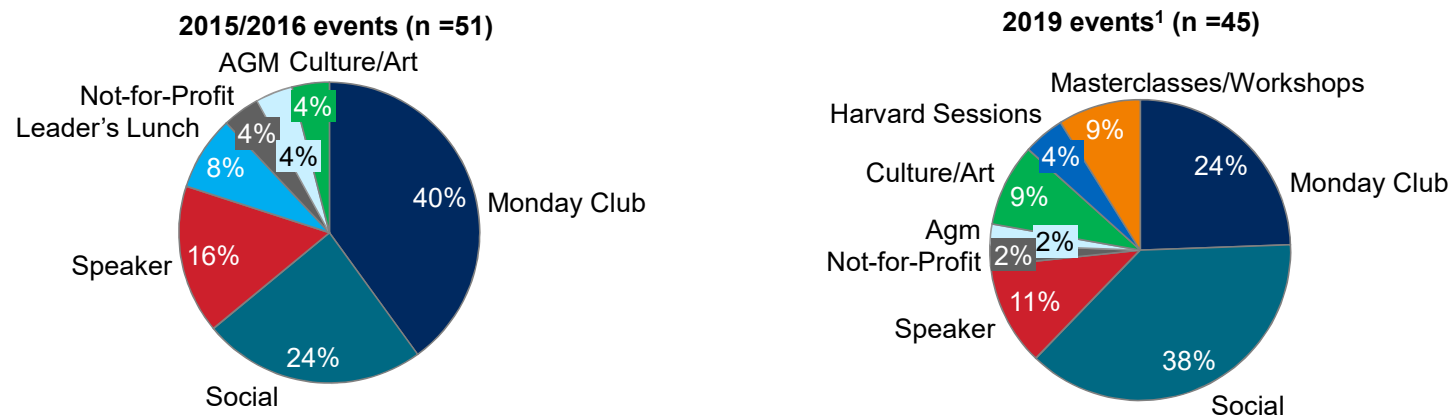 2015/2016 events (n =51)
AGM Culture/Art
Not-for-Profit
Leader's Lunch
4%
4%
4%
8%
40%
Monday Club
Speaker
16%
24%
Social
2019 events¹ (n =45)
Masterclasses/Workshops
Harvard Sessions
9%
4%
24%
Monday Club
Culture/Art
9%
Agm
2%
Not-for-Profit
2%
11%
Speaker
38%
Social